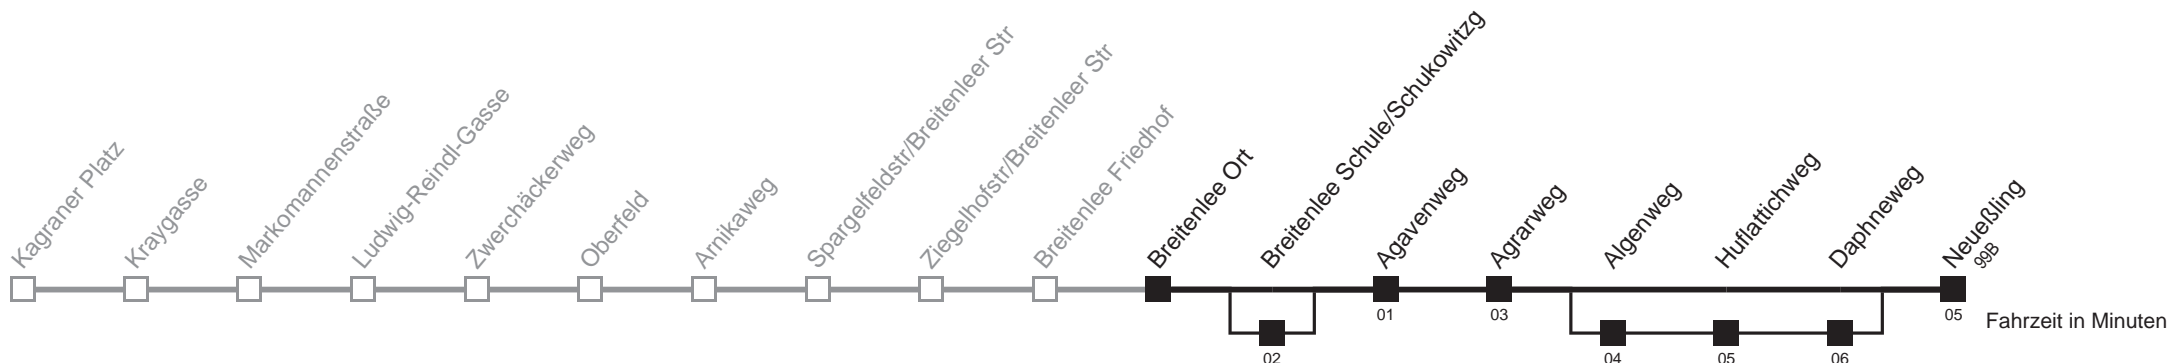 Kagraner Platz
Kraygasse
Markomannenstraße
Ludwig-Reindl-Gasse
Zwerchäckerweg
Oberfeld
Arnikaweg
Spargelfeldstr/Breitenleer Str
Ziegelhofstr/Breitenleer Str
Breitenlee Friedhof
Breitenlee Ort
Breitenlee Schule/Schukowitzg
Agavenweg
Agrarweg
Algenweg
Huflattichweg
Daphneweg
Neueßling
99B
01
03
05
Fahrzeit in Minuten
02
04
05
06